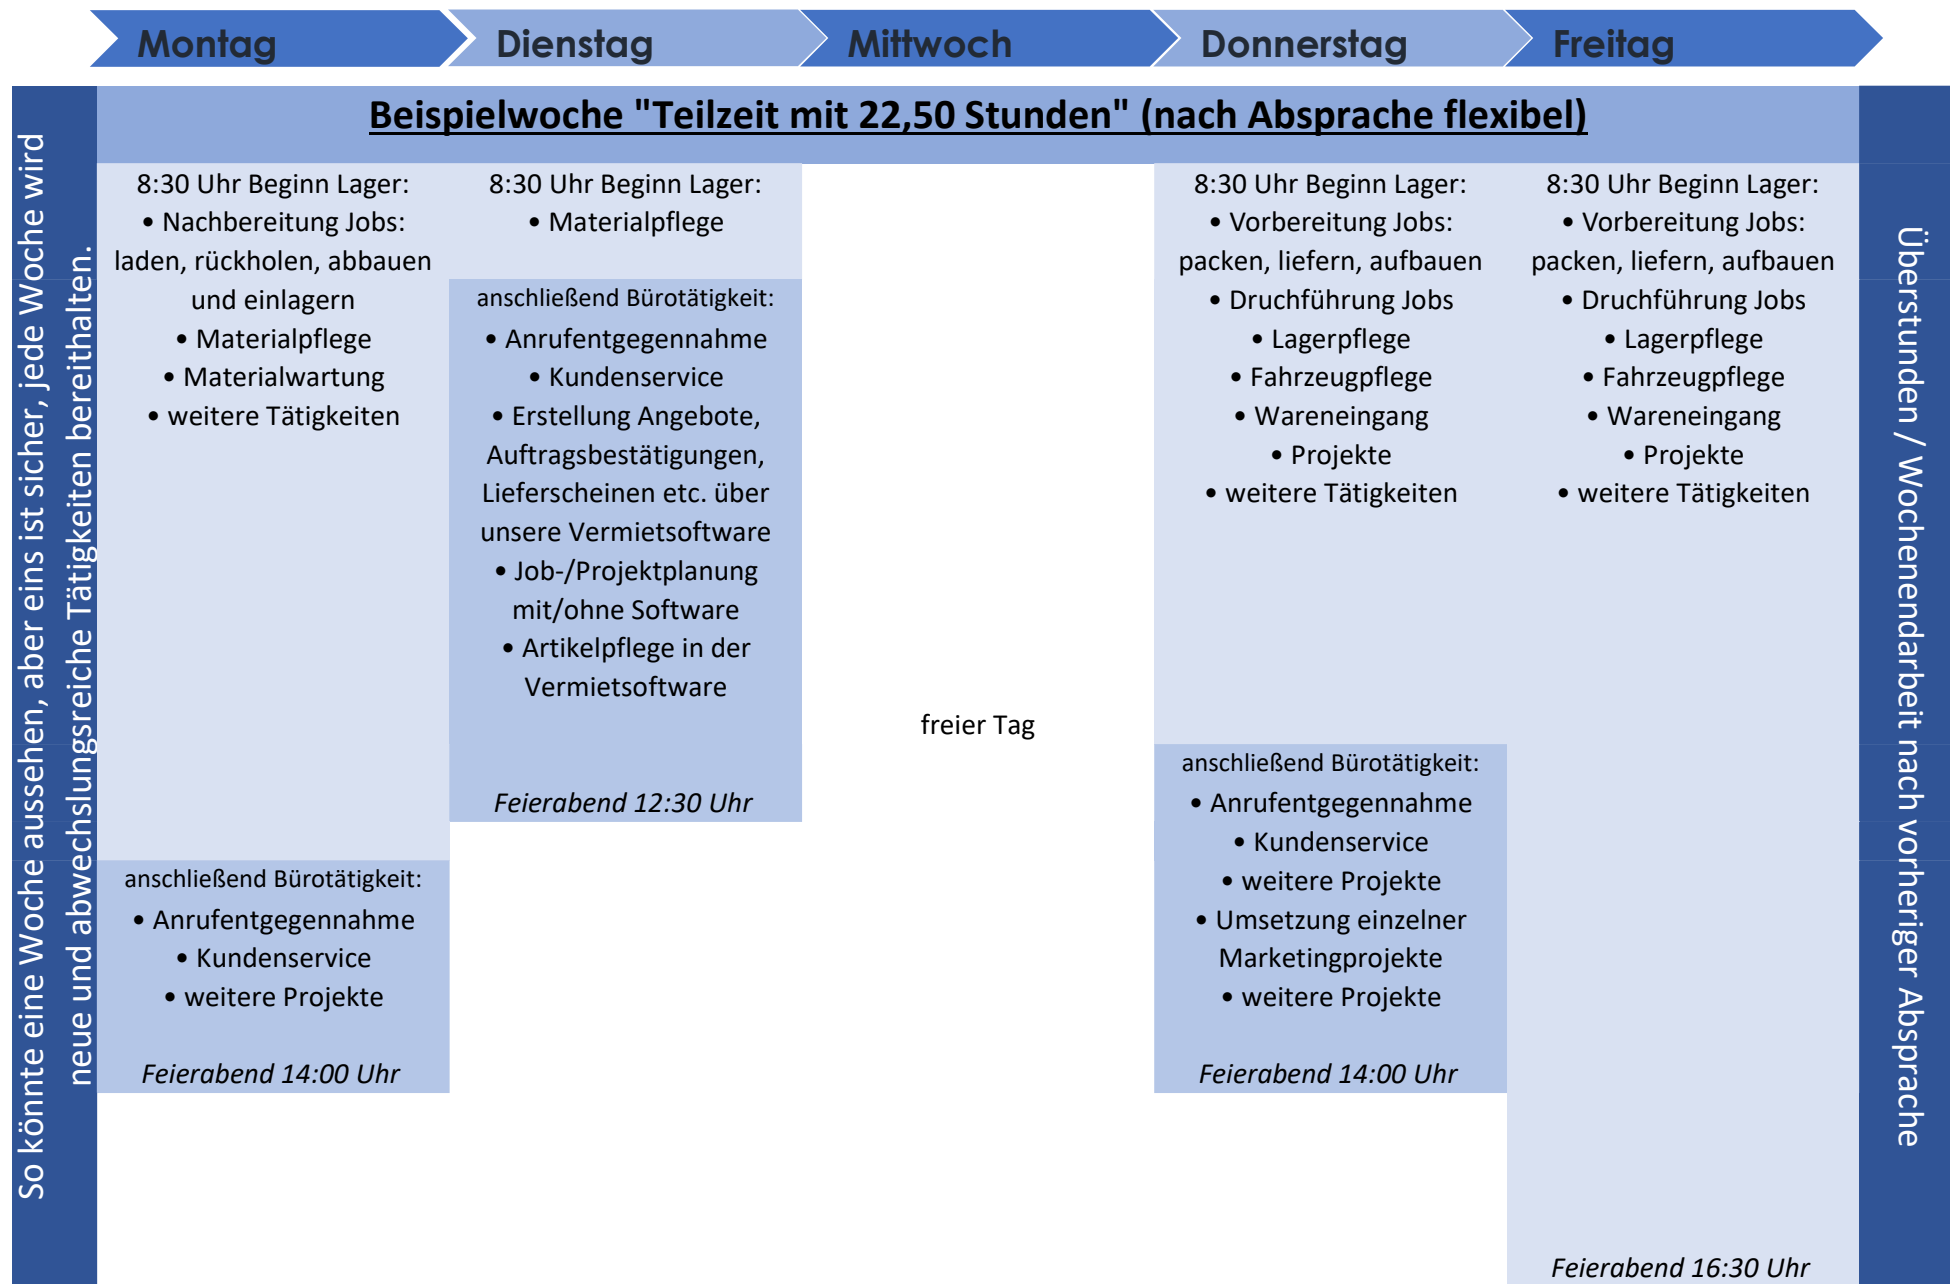 Montag
Dienstag
Mittwoch
Donnerstag
Freitag
So könnte eine Woche aussehen, aber eins ist sicher, jede Woche wird
neue und abwechslungsreiche Tätigkeiten bereithalten.
Beispielwoche "Teilzeit mit 22,50 Stunden" (nach Absprache flexibel)
8:30 Uhr Beginn Lager:
• Nachbereitung Jobs:
laden, rückholen, abbauen
und einlagern
• Materialpflege
• Materialwartung
• weitere Tätigkeiten
anschließend Bürotätigkeit:
• Anrufentgegennahme
• Kundenservice
• weitere Projekte
Feierabend 14:00 Uhr
8:30 Uhr Beginn Lager:
• Materialpflege
anschließend Bürotätigkeit:
• Anrufentgegennahme
• Kundenservice
• Erstellung Angebote,
Auftragsbestätigungen,
Lieferscheinen etc. über
unsere Vermietsoftware
• Job-/Projektplanung
mit/ohne Software
• Artikelpflege in der
Vermietsoftware
Feierabend 12:30 Uhr
freier Tag
8:30 Uhr Beginn Lager:
• Vorbereitung Jobs:
packen, liefern, aufbauen
• Druchführung Jobs
• Lagerpflege
• Fahrzeugpflege
• Wareneingang
• Projekte
• weitere Tätigkeiten
anschließend Bürotätigkeit:
• Anrufentgegennahme
• Kundenservice
• weitere Projekte
• Umsetzung einzelner
Marketingprojekte
• weitere Projekte
Feierabend 14:00 Uhr
8:30 Uhr Beginn Lager:
• Vorbereitung Jobs:
packen, liefern, aufbauen
• Druchführung Jobs
• Lagerpflege
• Fahrzeugpflege
• Wareneingang
• Projekte
• weitere Tätigkeiten
Feierabend 16:30 Uhr
Überstunden / Wochenendarbeit nach vorheriger Absprache